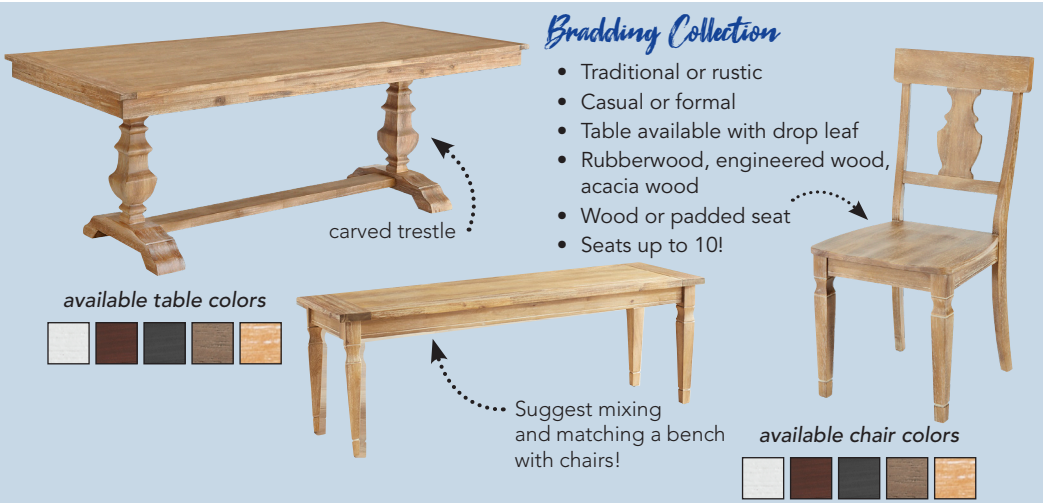 Bradding Collection
• Traditional or rustic
• Casual or formal
• Table available with drop leaf
• Rubberwood, engineered wood,
acacia wood
• Wood or padded seat
• Seats up to 10!
carved trestle
available table colors
Suggest mixing
and matching a bench
with chairs!
available chair colors